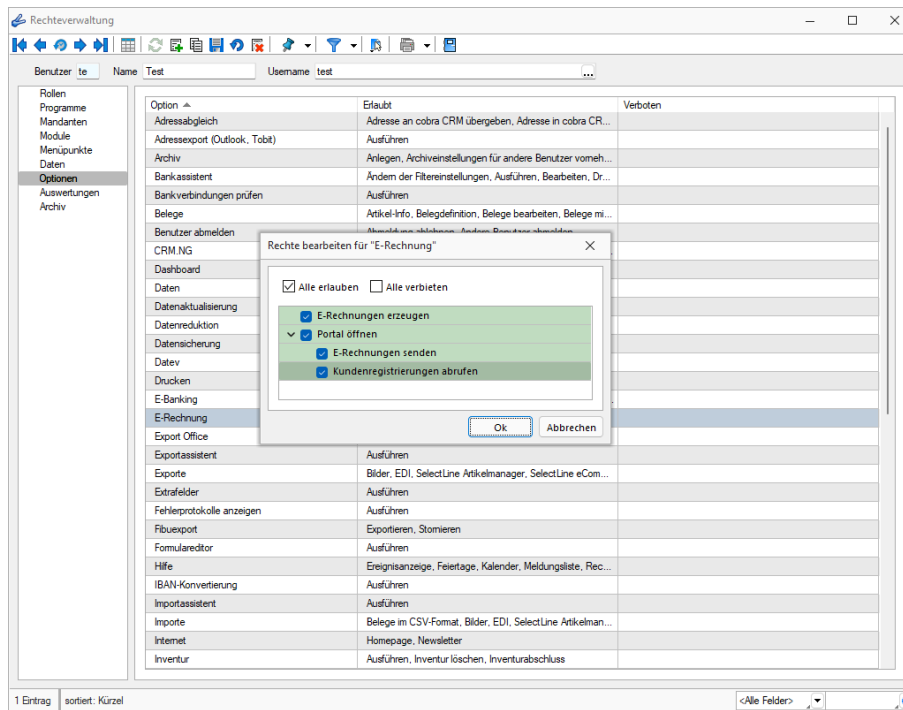 Rechteverwaltung
Benutzer te Name Test Username test ...
Rollen
Programme
Mandanten
Module
Menüpunkte
Daten
Optionen
Auswertungen
Archiv
Option Erlaubt Verboten
Adressabgleich Adresse an cobra CRM übergeben, Adresse in cobra CR...
Adressexport (Outlook, Tobit) Ausführen
Archiv Anlegen, Archiveinstellungen für andere Benutzer vorneh...
Bankassistent Ändern der Filtereinstellungen, Ausführen, Bearbeiten, Dr...
Bankverbindungen prüfen Ausführen
Belege Artikel-Info, Belegdefinition, Belege bearbeiten, Belege mi...
Benutzer abmelden Abmeldung ablehnen, Andere Benutzer abmelden
CRM.NG
Dashboard
Daten
Datenaktualisierung
Datenreduktion
Datensicherung
Datev
Drucken
E-Banking
E-Rechnung
Export Office
Rechte bearbeiten für "E-Rechnung"
Alle erlauben Alle verbieten
E-Rechnungen erzeugen
Portal öffnen
E-Rechnungen senden
Kundenregistrierungen abrufen
Ok Abbrechen
Exportassistent Ausführen
Exporte Bilder, EDI, SelectLine Artikelmanager, SelectLine eCom...
Extrafelder Ausführen
Fehlerprotokolle anzeigen Ausführen
Fibuexport Exportieren, Stornieren
Formulareditor Ausführen
Hilfe Ereignisanzeige, Feiertage, Kalender, Meldungsliste, Rec...
IBAN-Konvertierung Ausführen
Importassistent Ausführen
Importe Belege im CSV-Format, Bilder, EDI, SelectLine Artikelman...
Internet Homepage, Newsletter
Inventur Ausführen, Inventur löschen, Inventurabschluss
1 Eintrag sortiert: Kürzel <Alle Felder>